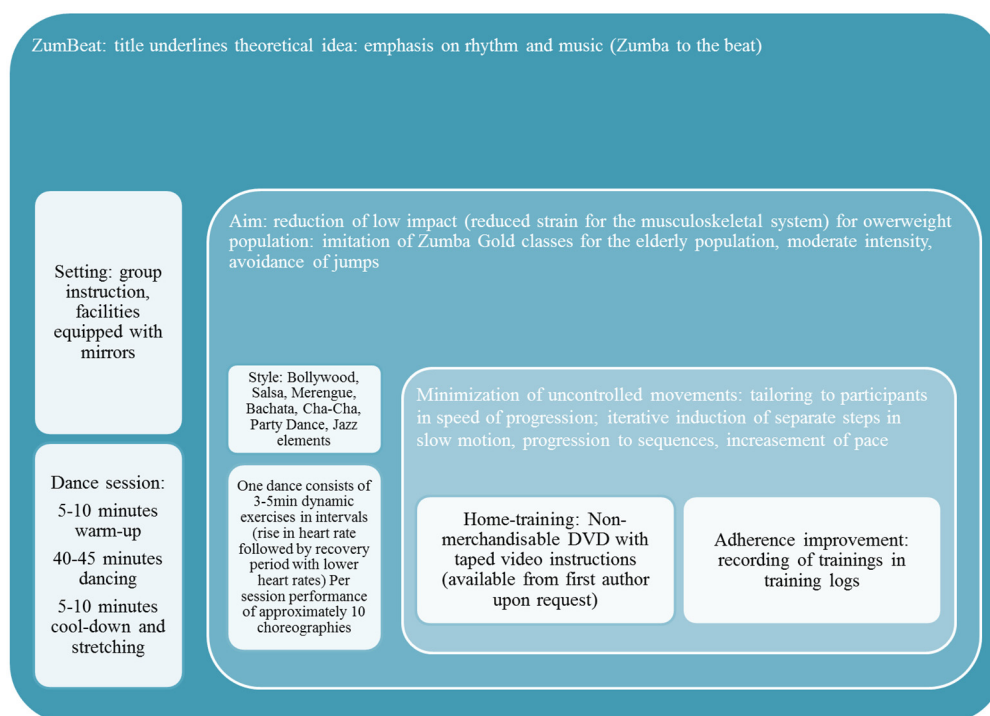 ZumBeat: title underlines theoretical idea: emphasis on rhythm and music (Zumba to the beat)
Setting: group
instruction,
facilities
equipped with
mirrors
Dance session:
5-10 minutes
warm-up
40-45 minutes
dancing
5-10 minutes
cool-down and
stretching
Aim: reduction of low impact (reduced strain for the musculoskeletal system) for owerweight
population: imitation of Zumba Gold classes for the elderly population, moderate intensity,
avoidance of jumps
Style: Bollywood,
Salsa, Merengue,
Bachata, Cha-Cha,
Party Dance, Jazz
elements
One dance consists of
3-5min dynamic
exercises in intervals
(rise in heart rate
followed by recovery
period with lower
heart rates) Per
session performance
of approximately 10
choreographies
Minimization of uncontrolled movements: tailoring to participants
in speed of progression; iterative induction of separate steps in
slow motion, progression to sequences, increasement of pace
Home-training: Non-
merchandisable DVD with
taped video instructions
(available from first author
upon request)
Adherence improvement:
recording of trainings in
training logs